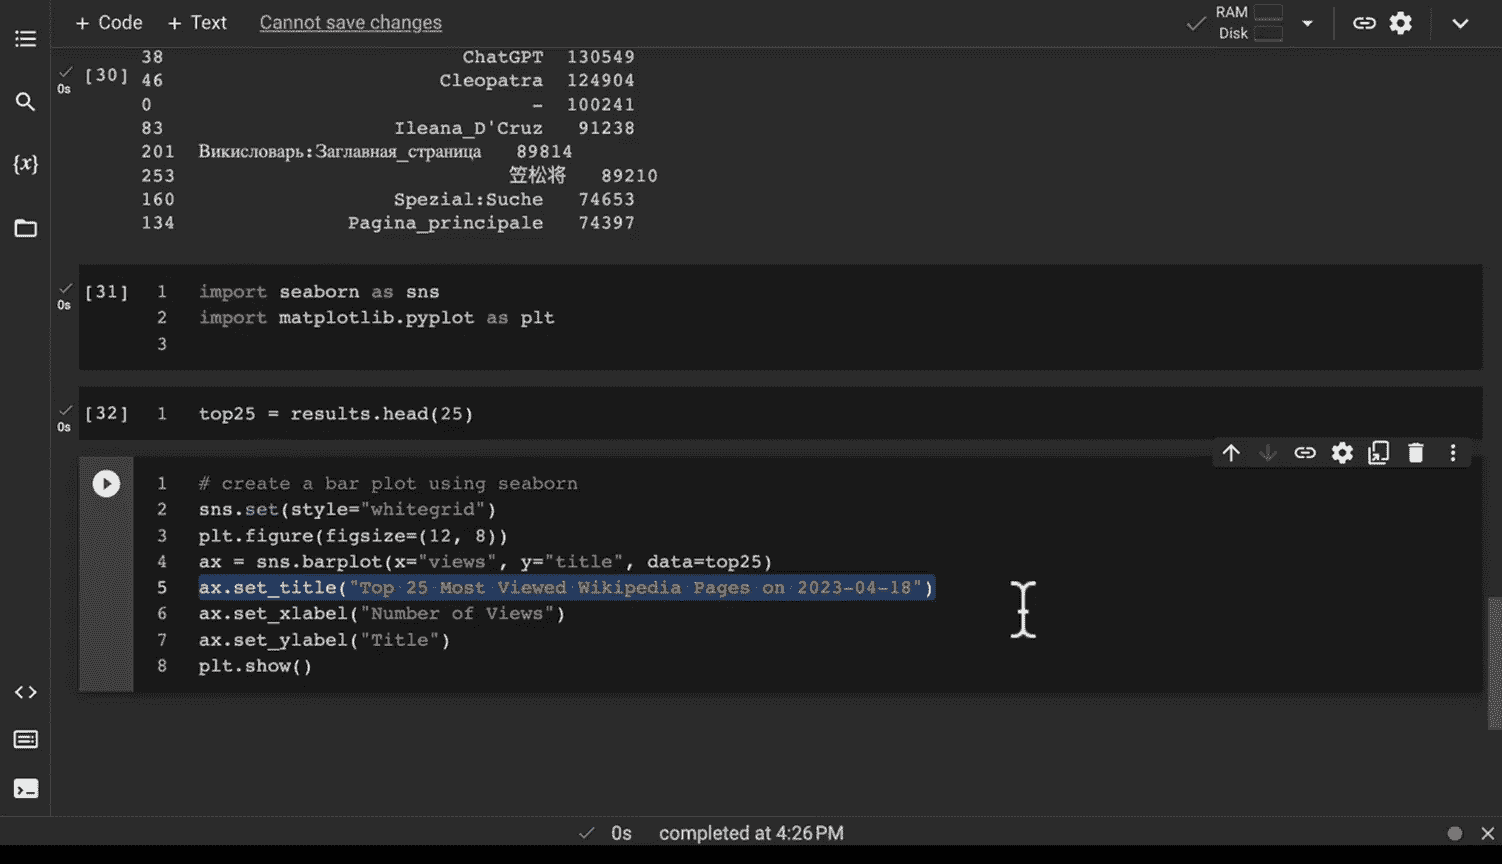 + Code + Text Cannot save changes
RAM
Disk
38 ChatGPT 130549
[30] 46 Cleopatra 124904
0s
0 - 100241
83 Ileana_D'Cruz 91238
201 Викисловарь:Заглавная_страница 89814
253 笠松将 89210
160 Spezial:Suche 74653
134 Pagina_principale 74397
{x}
[31] 1 import seaborn as sns
0s
2 import matplotlib.pyplot as plt
3
[32] 1 top25 = results.head(25)
0s
1 # create a bar plot using seaborn
2 sns.set(style="whitegrid")
3 plt.figure(figsize=(12, 8))
4 ax = sns.barplot(x="views", y="title", data=top25)
5 ax.set_title("Top 25 Most Viewed Wikipedia Pages on 2023-04-18")
6 ax.set_xlabel("Number of Views")
7 ax.set_ylabel("Title")
8 plt.show()
0s completed at 4:26 PM